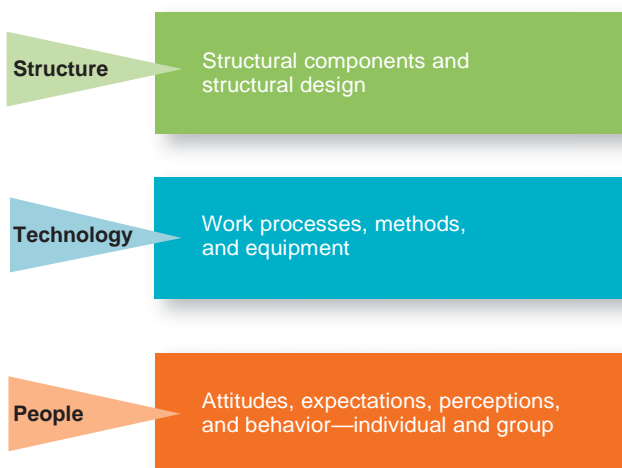 Structure
Structural components and
structural design
Technology
Work processes, methods,
and equipment
People
Attitudes, expectations, perceptions,
and behavior—individual and group